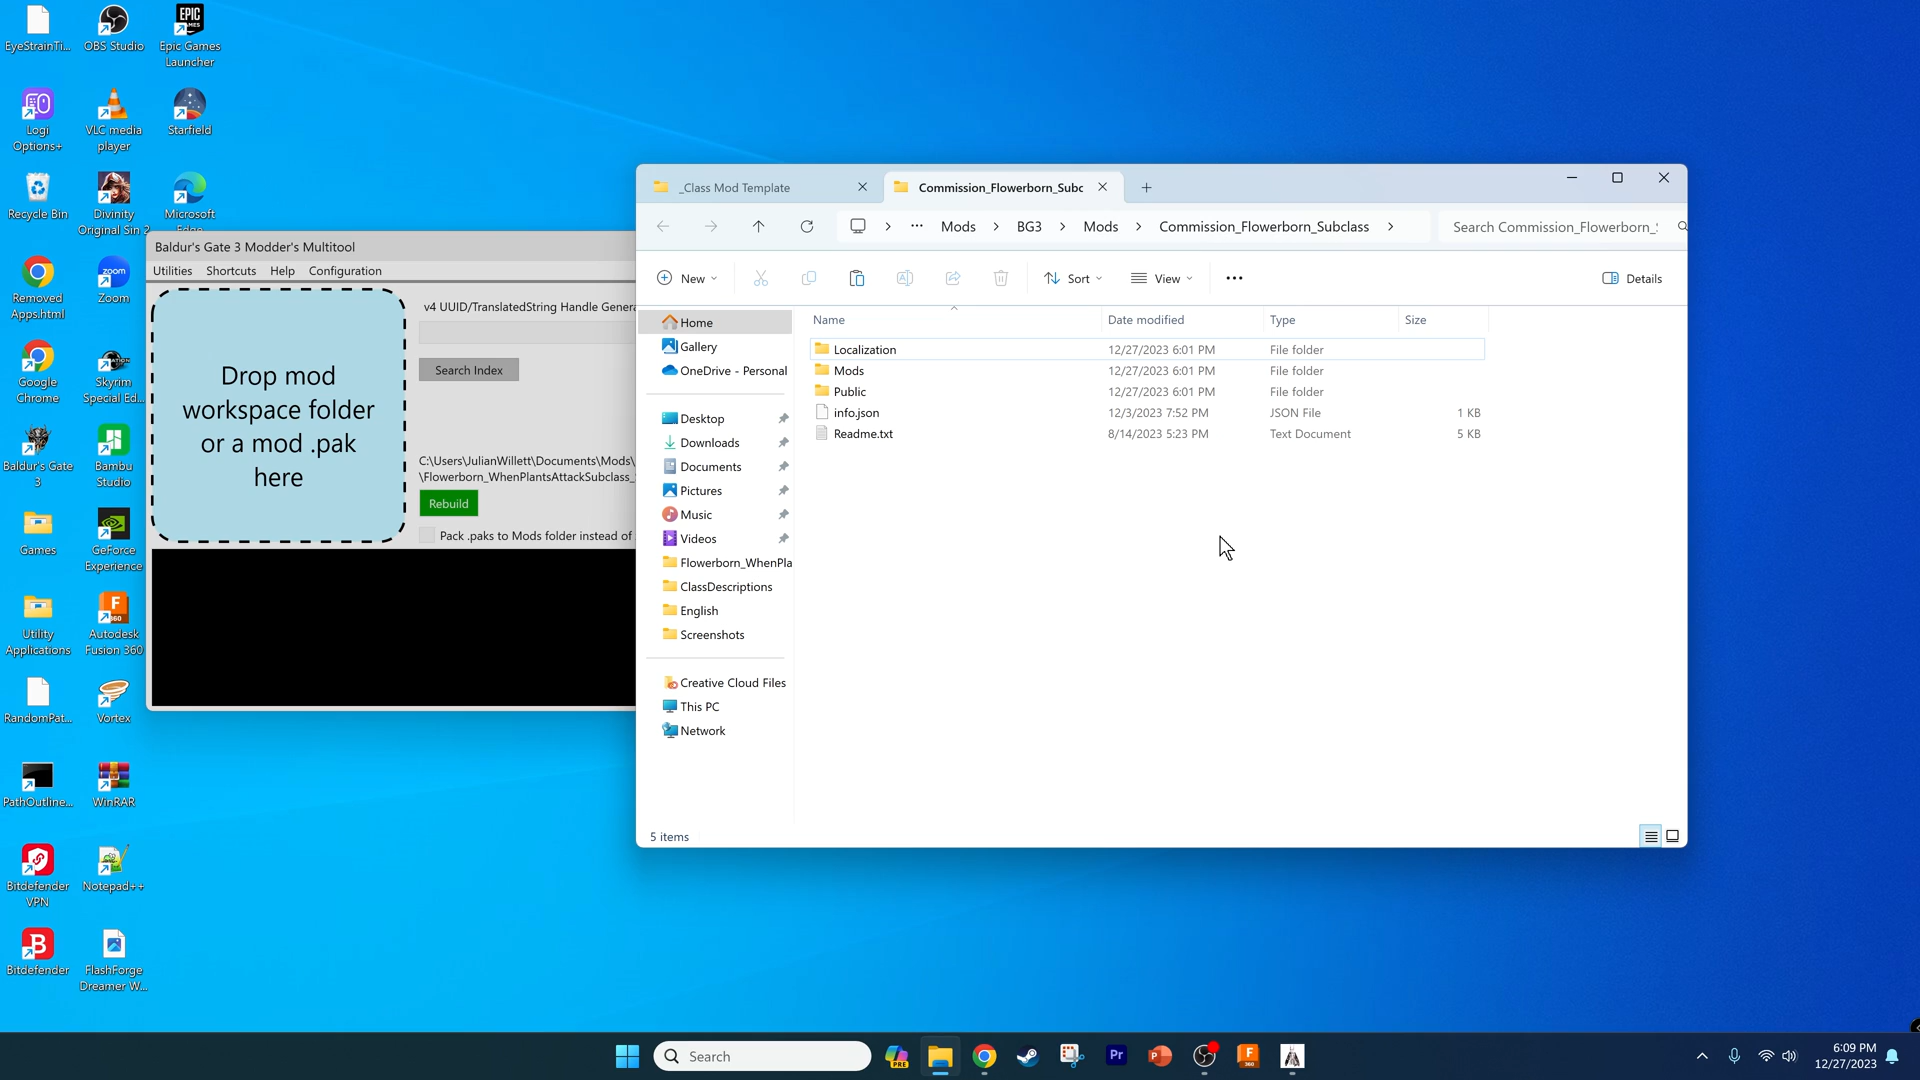 EyeStrainTi...
OBS Studio
Epic Games
Launcher
EPIC
GAMES
Logi
Options+
VLC media
player
Starfield
Recycle Bin
Divinity
Original Sin 2
Microsoft
Removed
Apps.html
zoom
Zoom
Google
Chrome
Skyrim
Special Ed...
Baldur's Gate
3
Bambu
Studio
Games
GeForce
Experience
Utility
Applications
Autodesk
Fusion 360
RandomPat...
Vortex
PathOutline...
WinRAR
Bitdefender
VPN
Notepad++
Bitdefender
FlashForge
Dreamer W...
Baldur's Gate 3 Modder's Multitool
Utilities Shortcuts Help Configuration
Drop mod
workspace folder
or a mod .pak
here
v4 UUID/TranslatedString Handle Genera
Search Index
C:\Users\JulianWillett\Documents\Mods\
\Flowerborn_WhenPlantsAttackSubclass_
Rebuild
Pack .paks to Mods folder instead of
_Class Mod Template
Commission_Flowerborn_Subc
Mods > BG3 > Mods > Commission_Flowerborn_Subclass >
Search Commission_Flowerborn_
New
Sort
View
Details
Home
Gallery
OneDrive - Personal
Desktop
Downloads
Documents
Pictures
Music
Videos
Flowerborn_WhenPla
ClassDescriptions
English
Screenshots
Creative Cloud Files
This PC
Network
Name Date modified Type Size
Localization 12/27/2023 6:01 PM File folder
Mods 12/27/2023 6:01 PM File folder
Public 12/27/2023 6:01 PM File folder
info.json 12/3/2023 7:52 PM JSON File 1 KB
Readme.txt 8/14/2023 5:23 PM Text Document 5 KB
5 items
Search
PRE
Pr
6:09 PM
12/27/2023